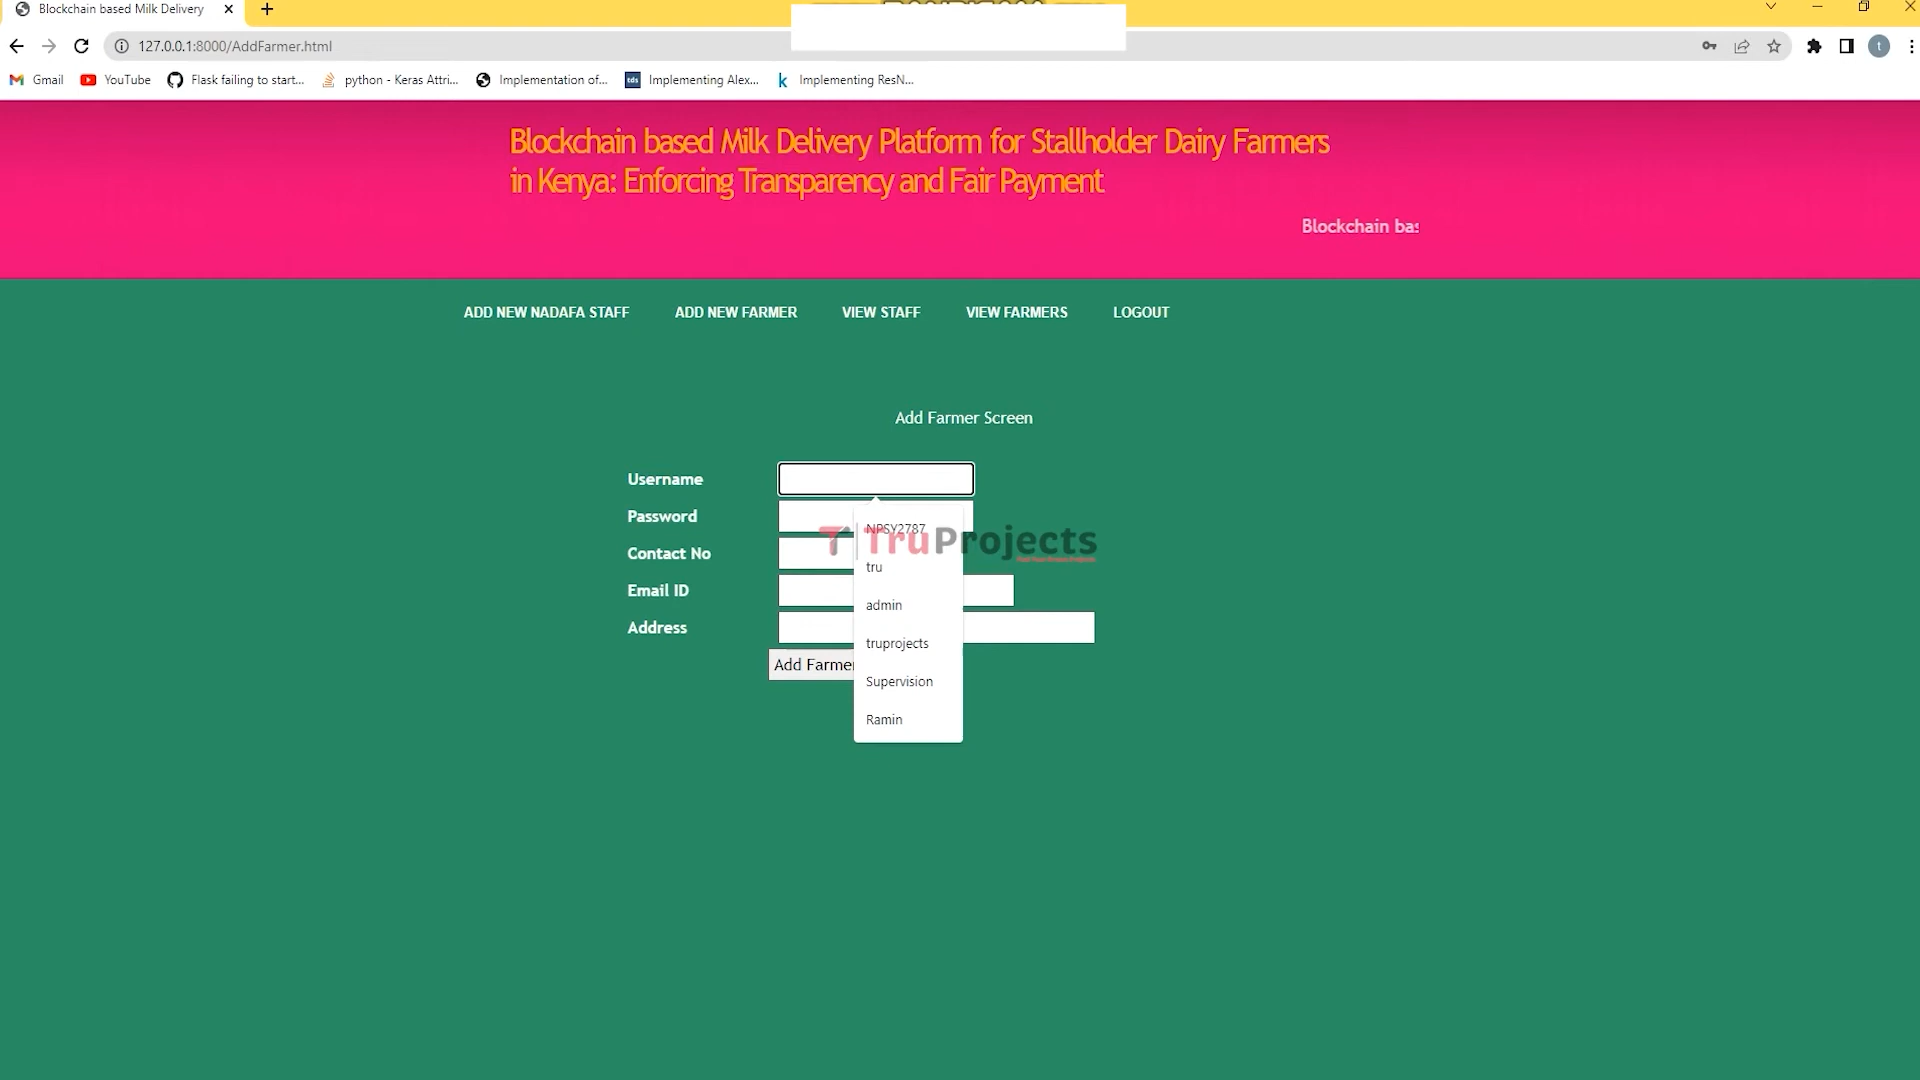 Blockchain based Milk Delivery
127.0.0.1:8000/AddFarmer.html
t
Gmail
YouTube
Flask failing to start...
python - Keras Attri...
Implementation of...
tds
Implementing Alex...
k
Implementing ResN...
Blockchain based Milk Delivery Platform for Stallholder Dairy Farmers
in Kenya: Enforcing Transparency and Fair Payment
Blockchain bas
ADD NEW NADAFA STAFF
ADD NEW FARMER
VIEW STAFF
VIEW FARMERS
LOGOUT
Add Farmer Screen
Username
Password
NPSY2787
TruProjects
Contact No
tru
Email ID
admin
Address
truprojects
Add Farmer
Supervision
Ramin